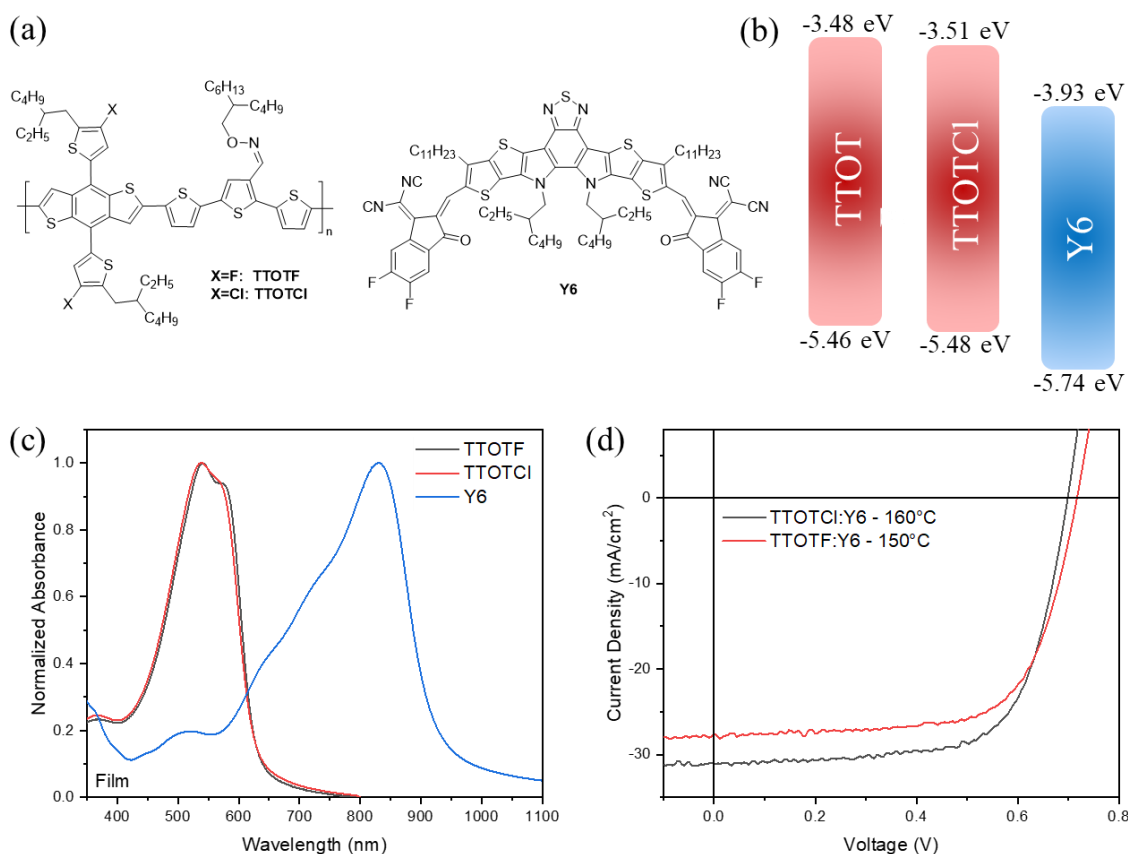 (a)
C6H13
C4H9
C4H9
X
C2H5
S
O
N
S
S
S
S
n
S
S
X
C2H5
C4H9
X=F: TTOTF
X=Cl: TTOTCl
S
N
N
S
S
C11H23
C11H23
NC
CN
S
S
N
N
C2H5
C2H5
C4H9
C4H9
O
O
NC
CN
F
F
F
F
Y6
(b)
-3.48 eV
-3.51 eV
-3.93 eV
TTOT
TTOTCl
Y6
-5.46 eV
-5.48 eV
-5.74 eV
(c)
TTOTF
TTOTCl
Y6
Normalized Absorbance
1.0
0.8
0.6
0.4
0.2
0.0
Film
400 500 600 700 800 900 1000 1100
Wavelength (nm)
(d)
TTOTCl:Y6 - 160°C
TTOTF:Y6 - 150°C
Current Density (mA/cm2)
0
-10
-20
-30
0.0 0.2 0.4 0.6 0.8
Voltage (V)